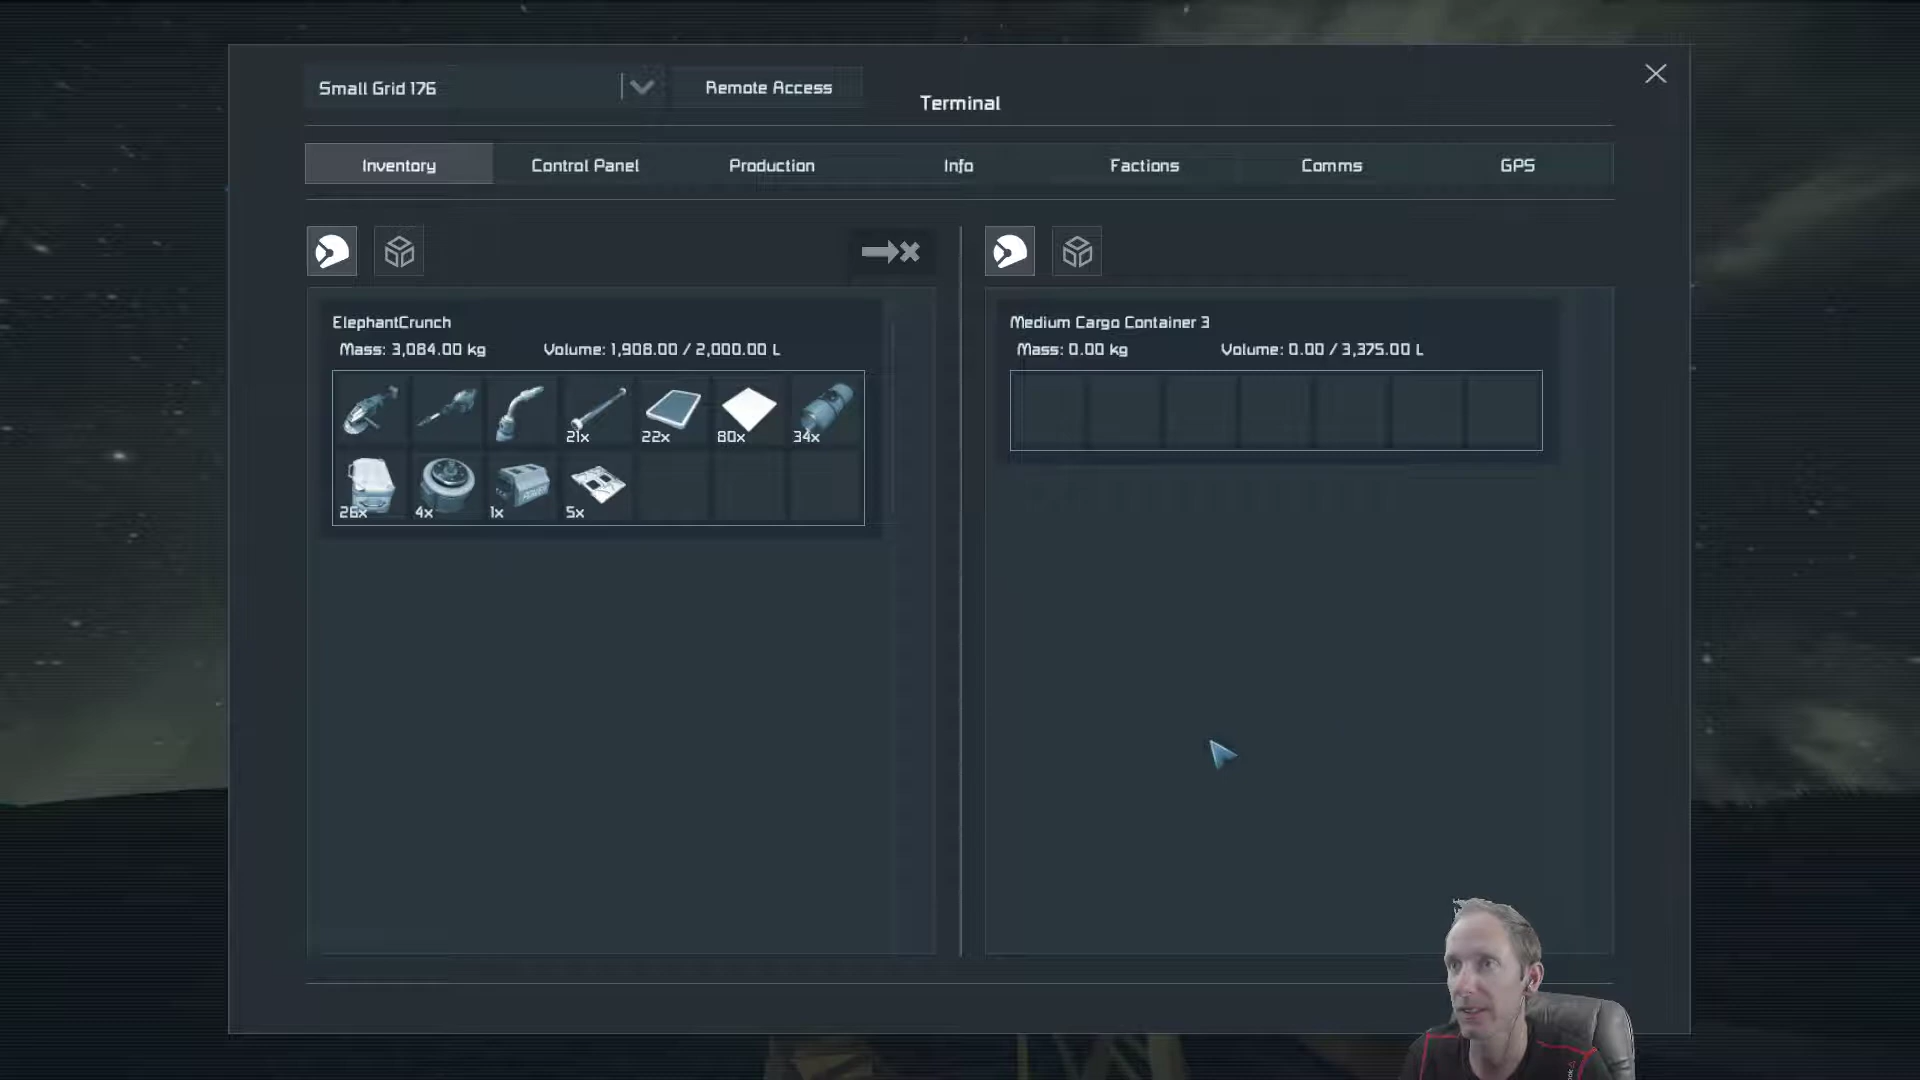 Small Grid 176
Remote Access
Terminal
Inventory
Control Panel
Production
Info
Factions
Comms
GPS
ElephantCrunch
Mass: 3,084.00 kg
Volume: 1,908.00 / 2,000.00 L
21x
22x
80x
34x
26x
4x
1x
5x
Medium Cargo Container 3
Mass: 0.00 kg
Volume: 0.00 / 3,375.00 L